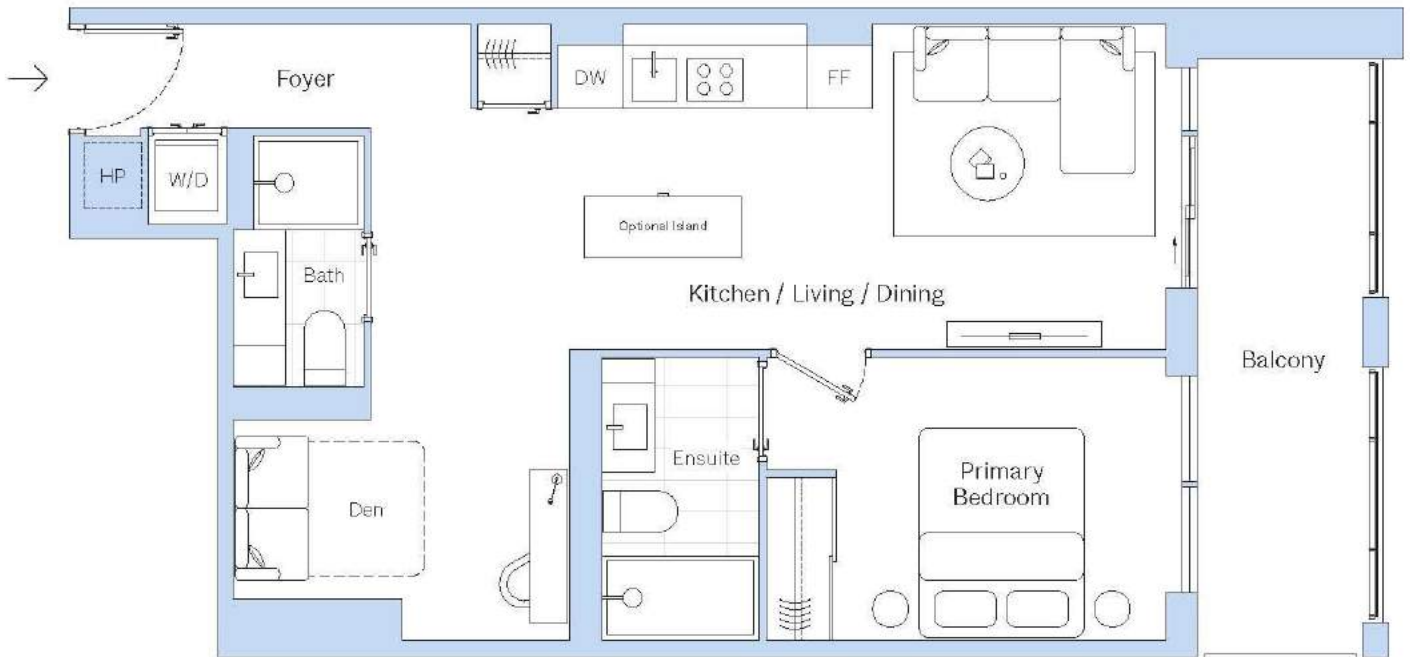 Foyer
DW
FF
HP
W/D
Optional Island
Bath
Kitchen / Living / Dining
Balcony
Ensuite
Primary
Bedroom
Den